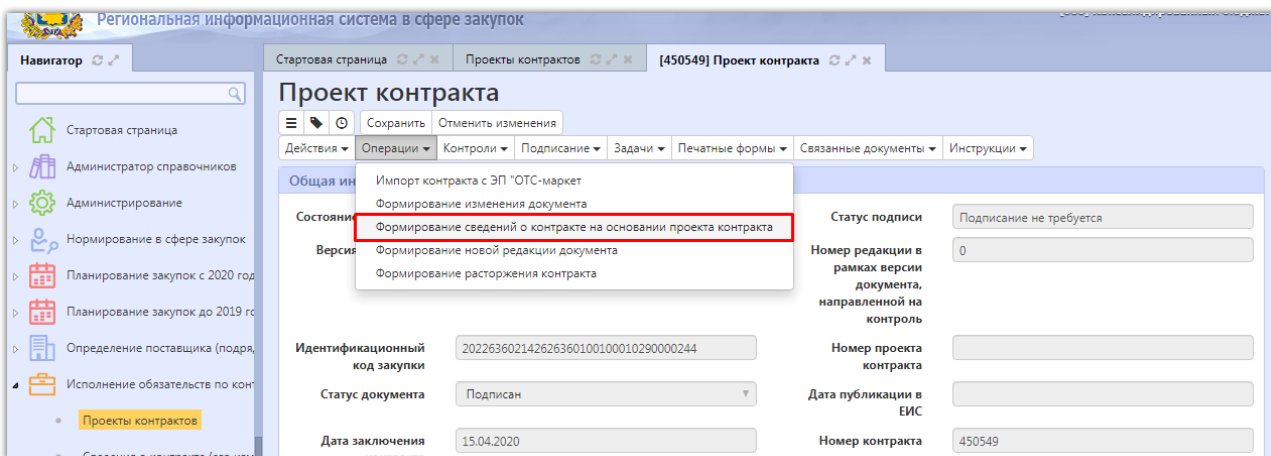 Региональная информационная система в сфере закупок
Навигатор
Стартовая страница Проекты контрактов [450549] Проект контракта
Проект контракта
Сохранить Отменить изменения
Действия Операции Контроли Подписание Задачи Печатные формы Связанные документы Инструкции
Стартовая страница
Администратор справочников
Администрирование
Нормирование в сфере закупок
Планирование закупок с 2020 год
Планирование закупок до 2019 го
Определение поставщика (подря
Исполнение обязательств по конт
Проекты контрактов
Общая ин
Импорт контракта с ЭП "ОТС-маркет
Формирование изменения документа
Формирование сведений о контракте на основании проекта контракта
Формирование новой редакции документа
Формирование расторжения контракта
Состояни
Верси
Статус подписи Подписание не требуется
Номер редакции в рамках версии документа, направленной на контроль 0
Идентификационный код закупки 202263602142626360100100010290000244
Номер проекта контракта
Статус документа Подписан
Дата публикации в ЕИС
Дата заключения 15.04.2020
Номер контракта 450549